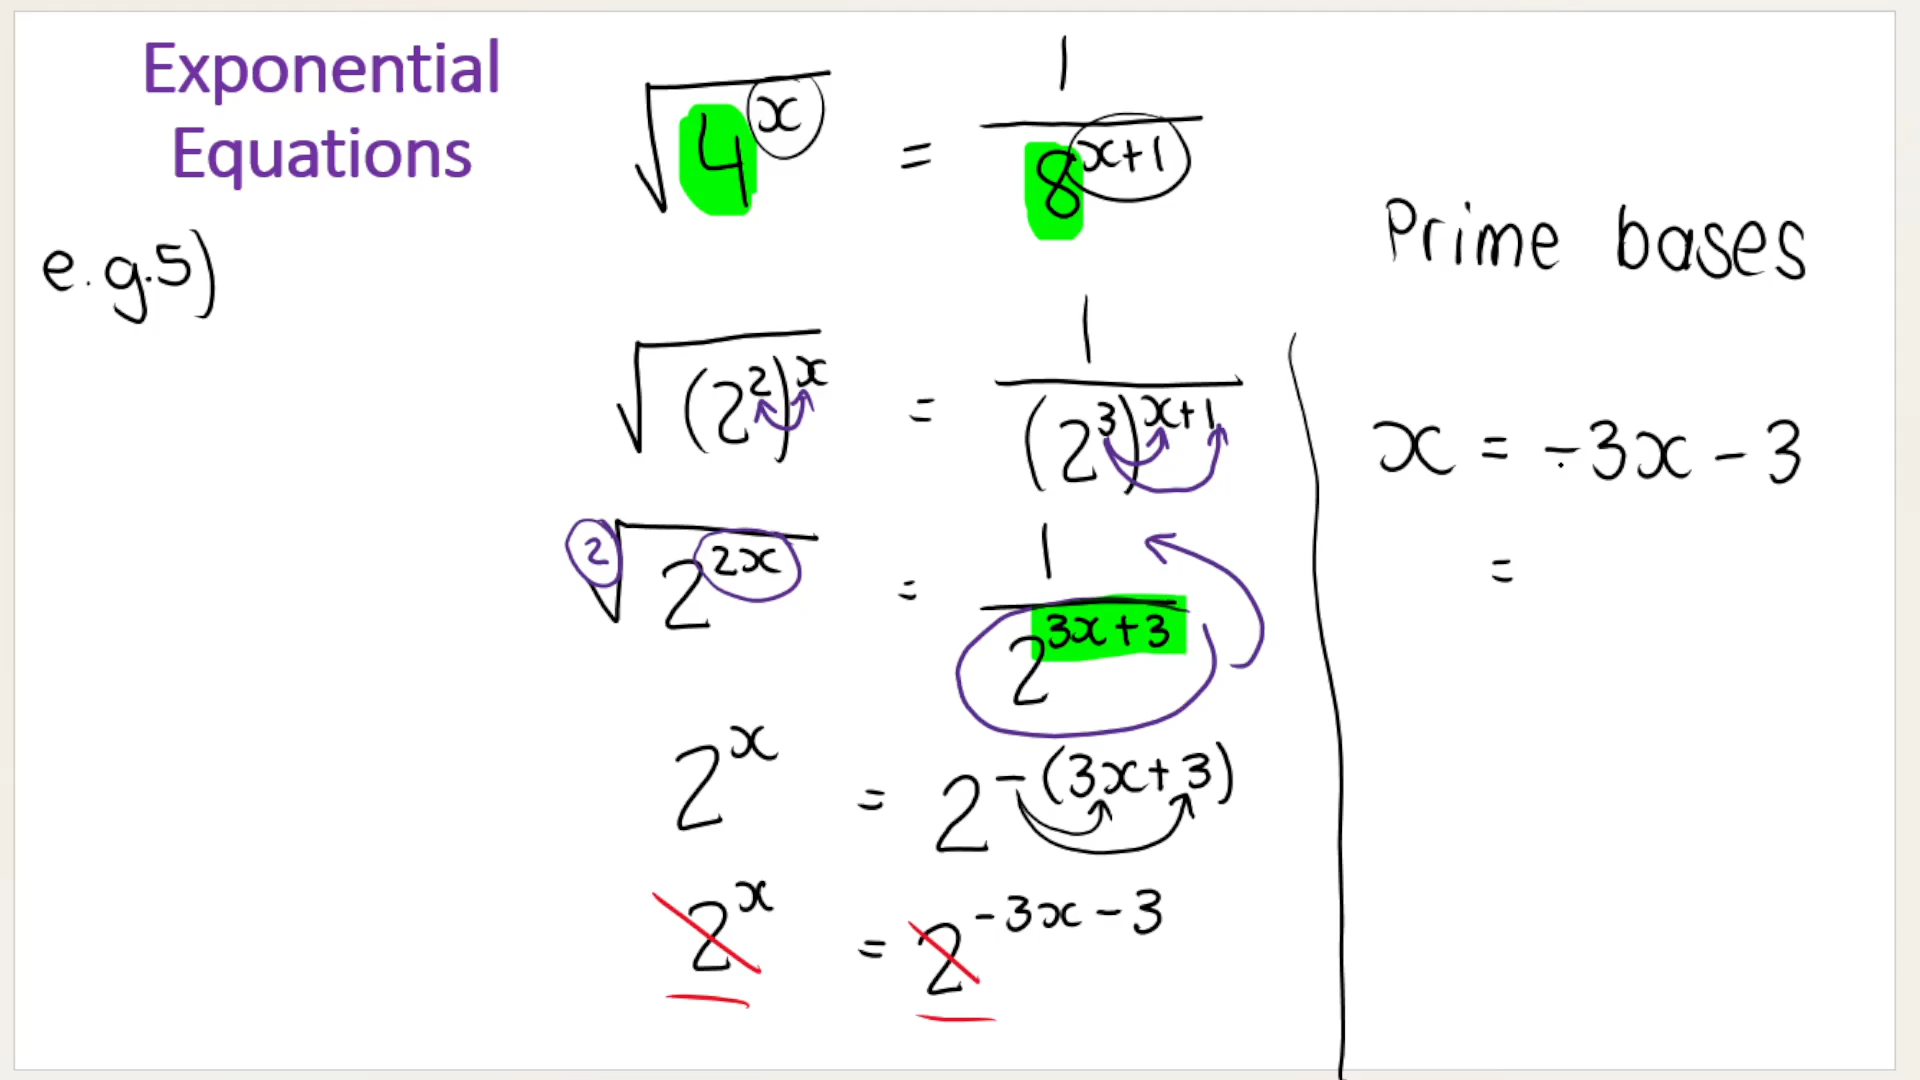 Exponential
Equations
e.g.5)
√4^x = 1/8^(x+1)
Prime bases
√(2^2)^x = 1/(2^3)^(x+1)
²√2^(2x) = 1/2^(3x+3)
2^x = 2^-(3x+3)
2^x = 2^(-3x-3)
x = -3x - 3
=